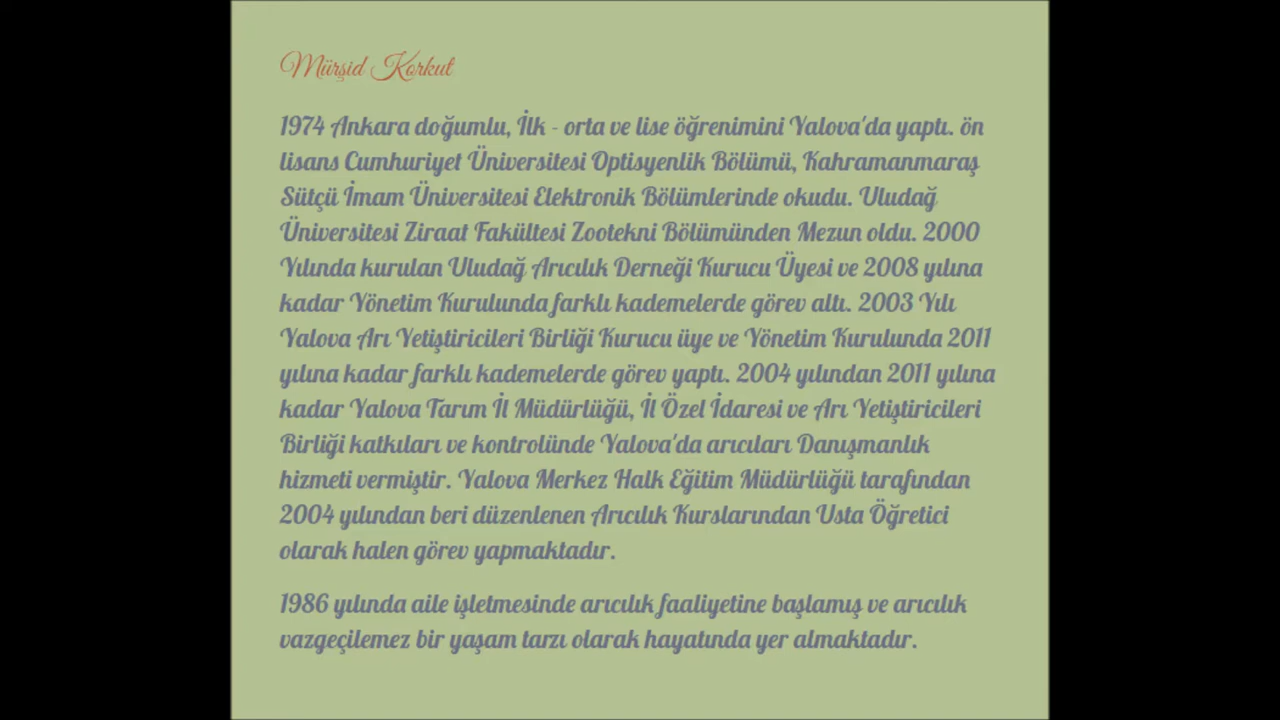 Mürşid Korkut
1974 Ankara doğumlu, İlk - orta ve lise öğrenimini Yalova'da yaptı. ön
lisans Cumhuriyet Üniversitesi Optisyenlik Bölümü, Kahramanmaraş
Sütçü İmam Üniversitesi Elektronik Bölümlerinde okudu. Uludağ
Üniversitesi Ziraat Fakültesi Zootekni Bölümünden Mezun oldu. 2000
Yılında kurulan Uludağ Arıcılık Derneği Kurucu Üyesi ve 2008 yılına
kadar Yönetim Kurulunda farklı kademelerde görev altı. 2003 Yılı
Yalova Arı Yetiştiricileri Birliği Kurucu üye ve Yönetim Kurulunda 2011
yılına kadar farklı kademelerde görev yaptı. 2004 yılından 2011 yılına
kadar Yalova Tarım İl Müdürlüğü, İl Özel İdaresi ve Arı Yetiştiricileri
Birliği katkıları ve kontrolünde Yalova'da arıcıları Danışmanlık
hizmeti vermiştir. Yalova Merkez Halk Eğitim Müdürlüğü tarafından
2004 yılından beri düzenlenen Arıcılık Kurslarından Usta Öğretici
olarak halen görev yapmaktadır.
1986 yılında aile işletmesinde arıcılık faaliyetine başlamış ve arıcılık
vazgeçilemez bir yaşam tarzı olarak hayatında yer almaktadır.